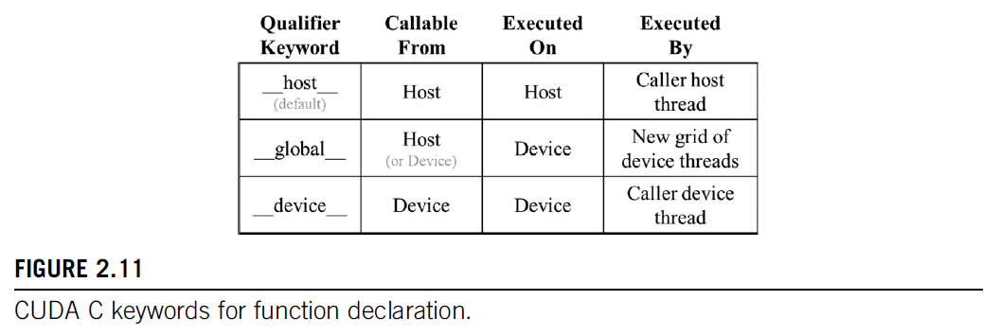 Qualifier Keyword Callable From Executed On Executed By
__host__ (default) Host Host Caller host thread
__global__ Host (or Device) Device New grid of device threads
__device__ Device Device Caller device thread
FIGURE 2.11
CUDA C keywords for function declaration.